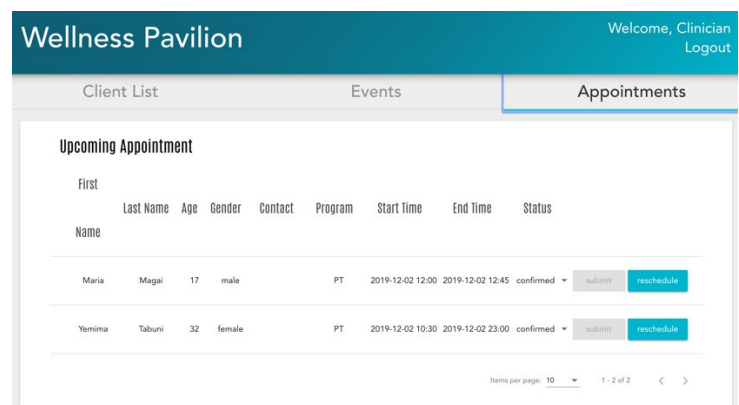 Wellness Pavilion
Welcome, Clinician
Logout
Client List Events Appointments
Upcoming Appointment
First
Name Last Name Age Gender Contact Program Start Time End Time Status
Maria Magai 17 male PT 2019-12-02 12:00 2019-12-02 12:45 confirmed submit reschedule
Yemima Tabuni 32 female PT 2019-12-02 10:30 2019-12-02 23:00 confirmed submit reschedule
Items per page: 10 1 - 2 of 2